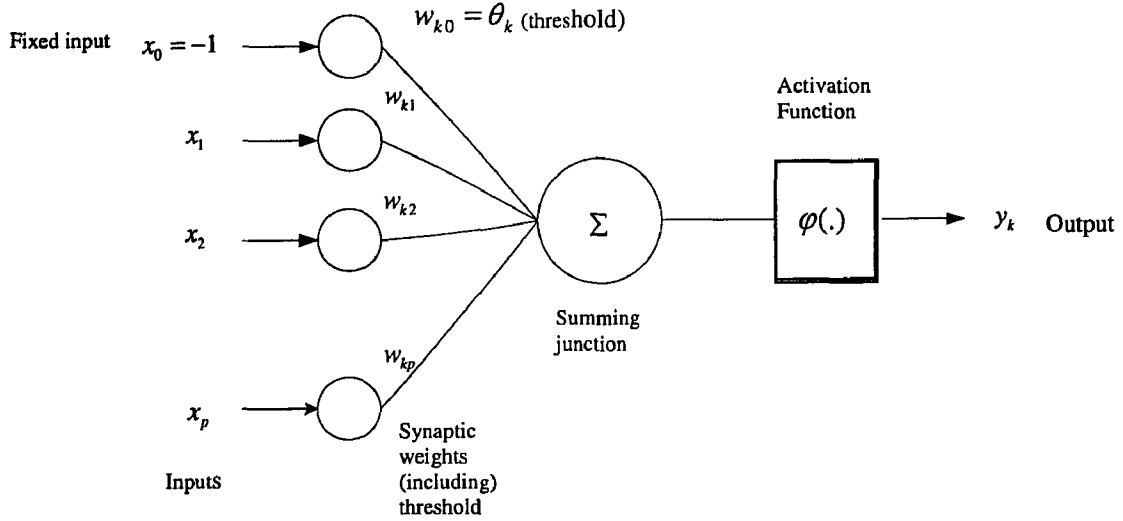 w_{k0} = θ_k (threshold)
Fixed input x_0 = -1
w_{k1}
Activation
Function
x_1
w_{k2}
x_2
Σ
φ(.)
y_k Output
Summing
junction
w_{kp}
x_p
Synaptic
weights
(including)
threshold
Inputs